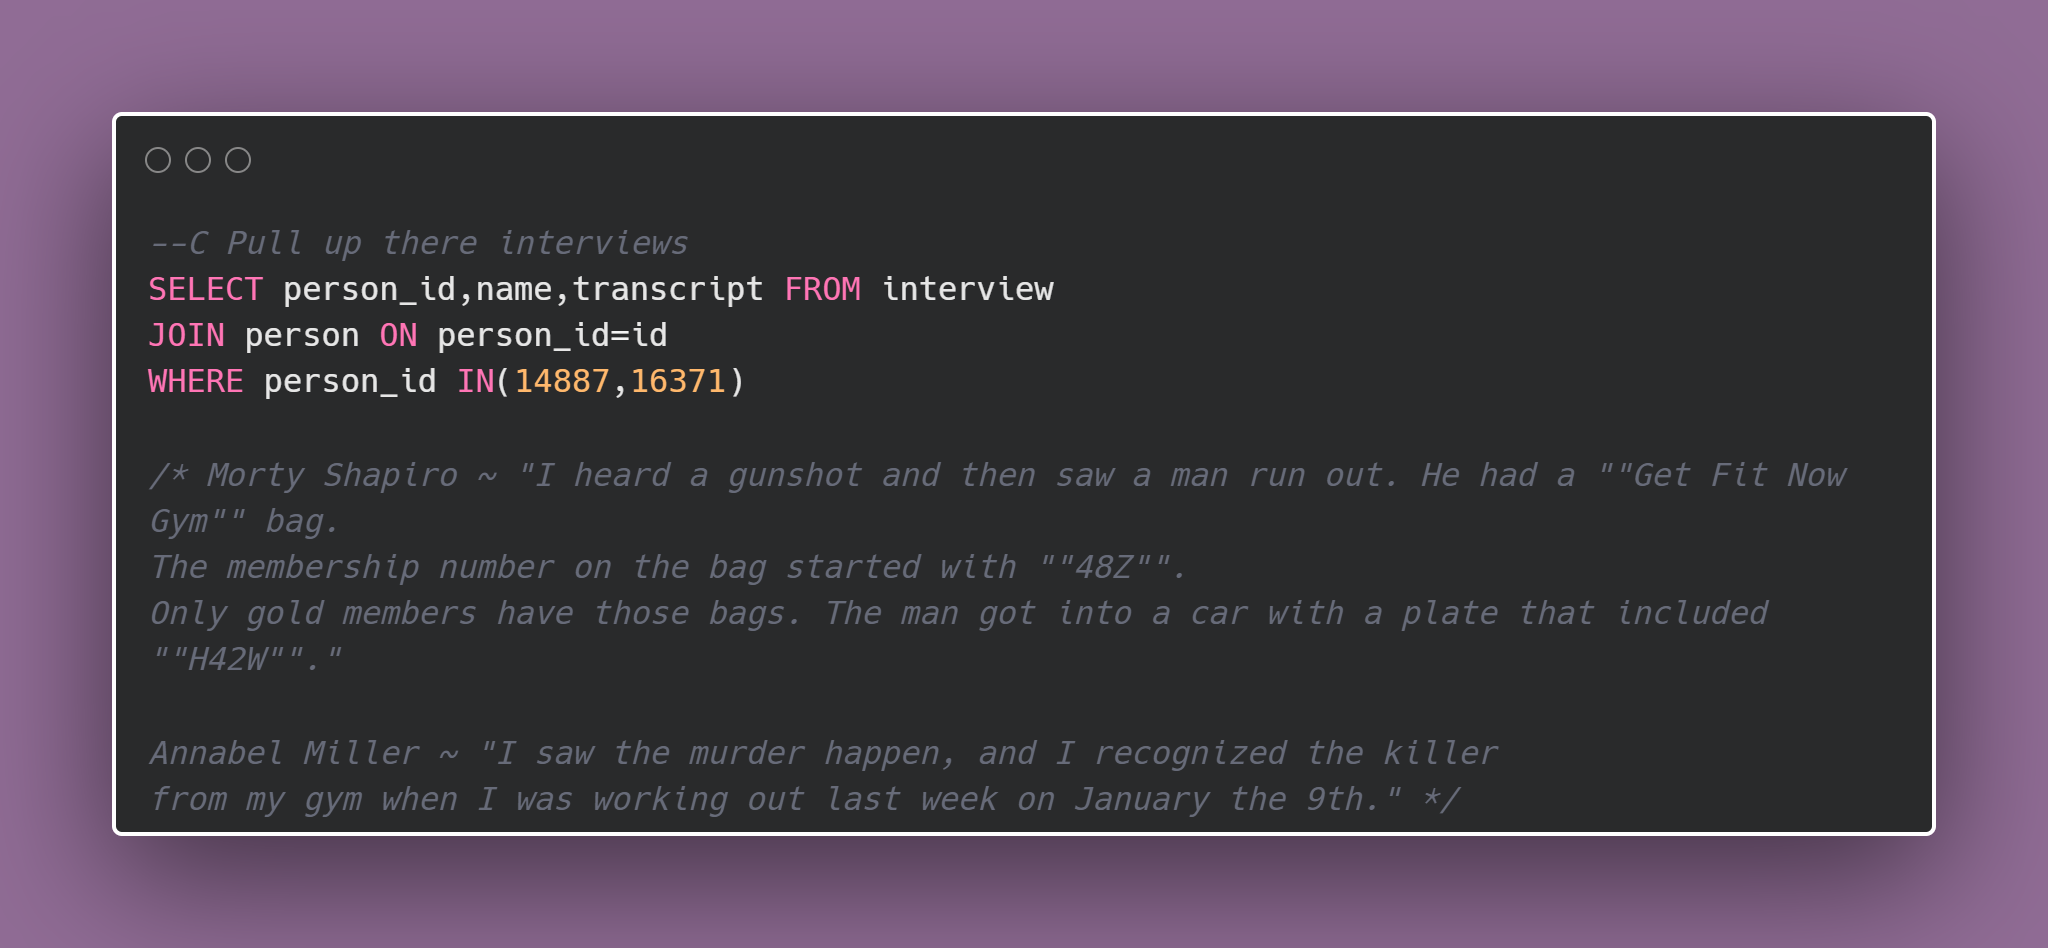 --C Pull up there interviews
SELECT person_id,name,transcript FROM interview
JOIN person ON person_id=id
WHERE person_id IN(14887,16371)
/* Morty Shapiro ~ "I heard a gunshot and then saw a man run out. He had a ""Get Fit Now
Gym"" bag.
The membership number on the bag started with ""48Z"".
Only gold members have those bags. The man got into a car with a plate that included
""H42W""."
Annabel Miller ~ "I saw the murder happen, and I recognized the killer
from my gym when I was working out last week on January the 9th." */